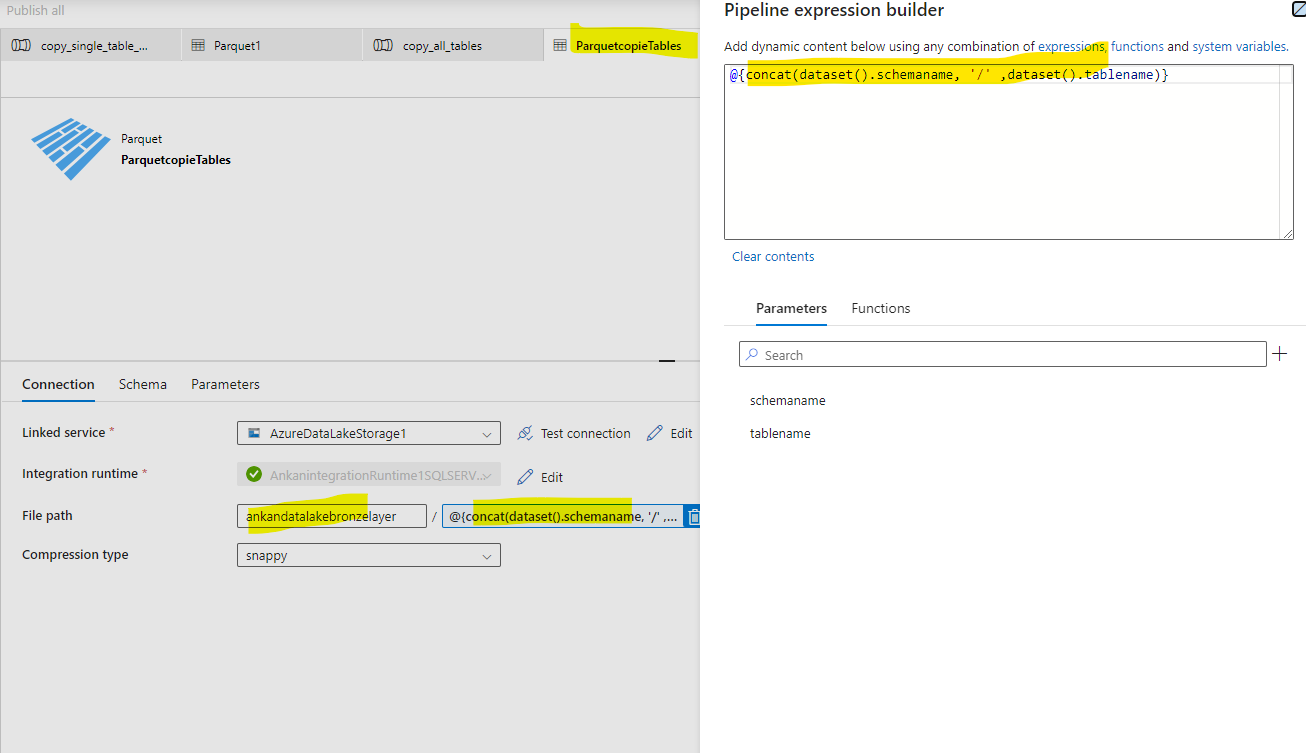 Publish all
copy_single_table_...
Parquet1
copy_all_tables
ParquetcopieTables
Parquet
ParquetcopieTables
Connection
Schema
Parameters
Linked service *
AzureDataLakeStorage1
Test connection
Edit
Integration runtime *
AnkanintegrationRuntime1SQLSERV...
Edit
File path
ankandatalakebronzelayer
/
@{concat(dataset().schemaname, '/' ,...
Compression type
snappy
Pipeline expression builder
Add dynamic content below using any combination of expressions, functions and system variables.
@{concat(dataset().schemaname, '/' ,dataset().tablename)}
Clear contents
Parameters
Functions
Search
schemaname
tablename